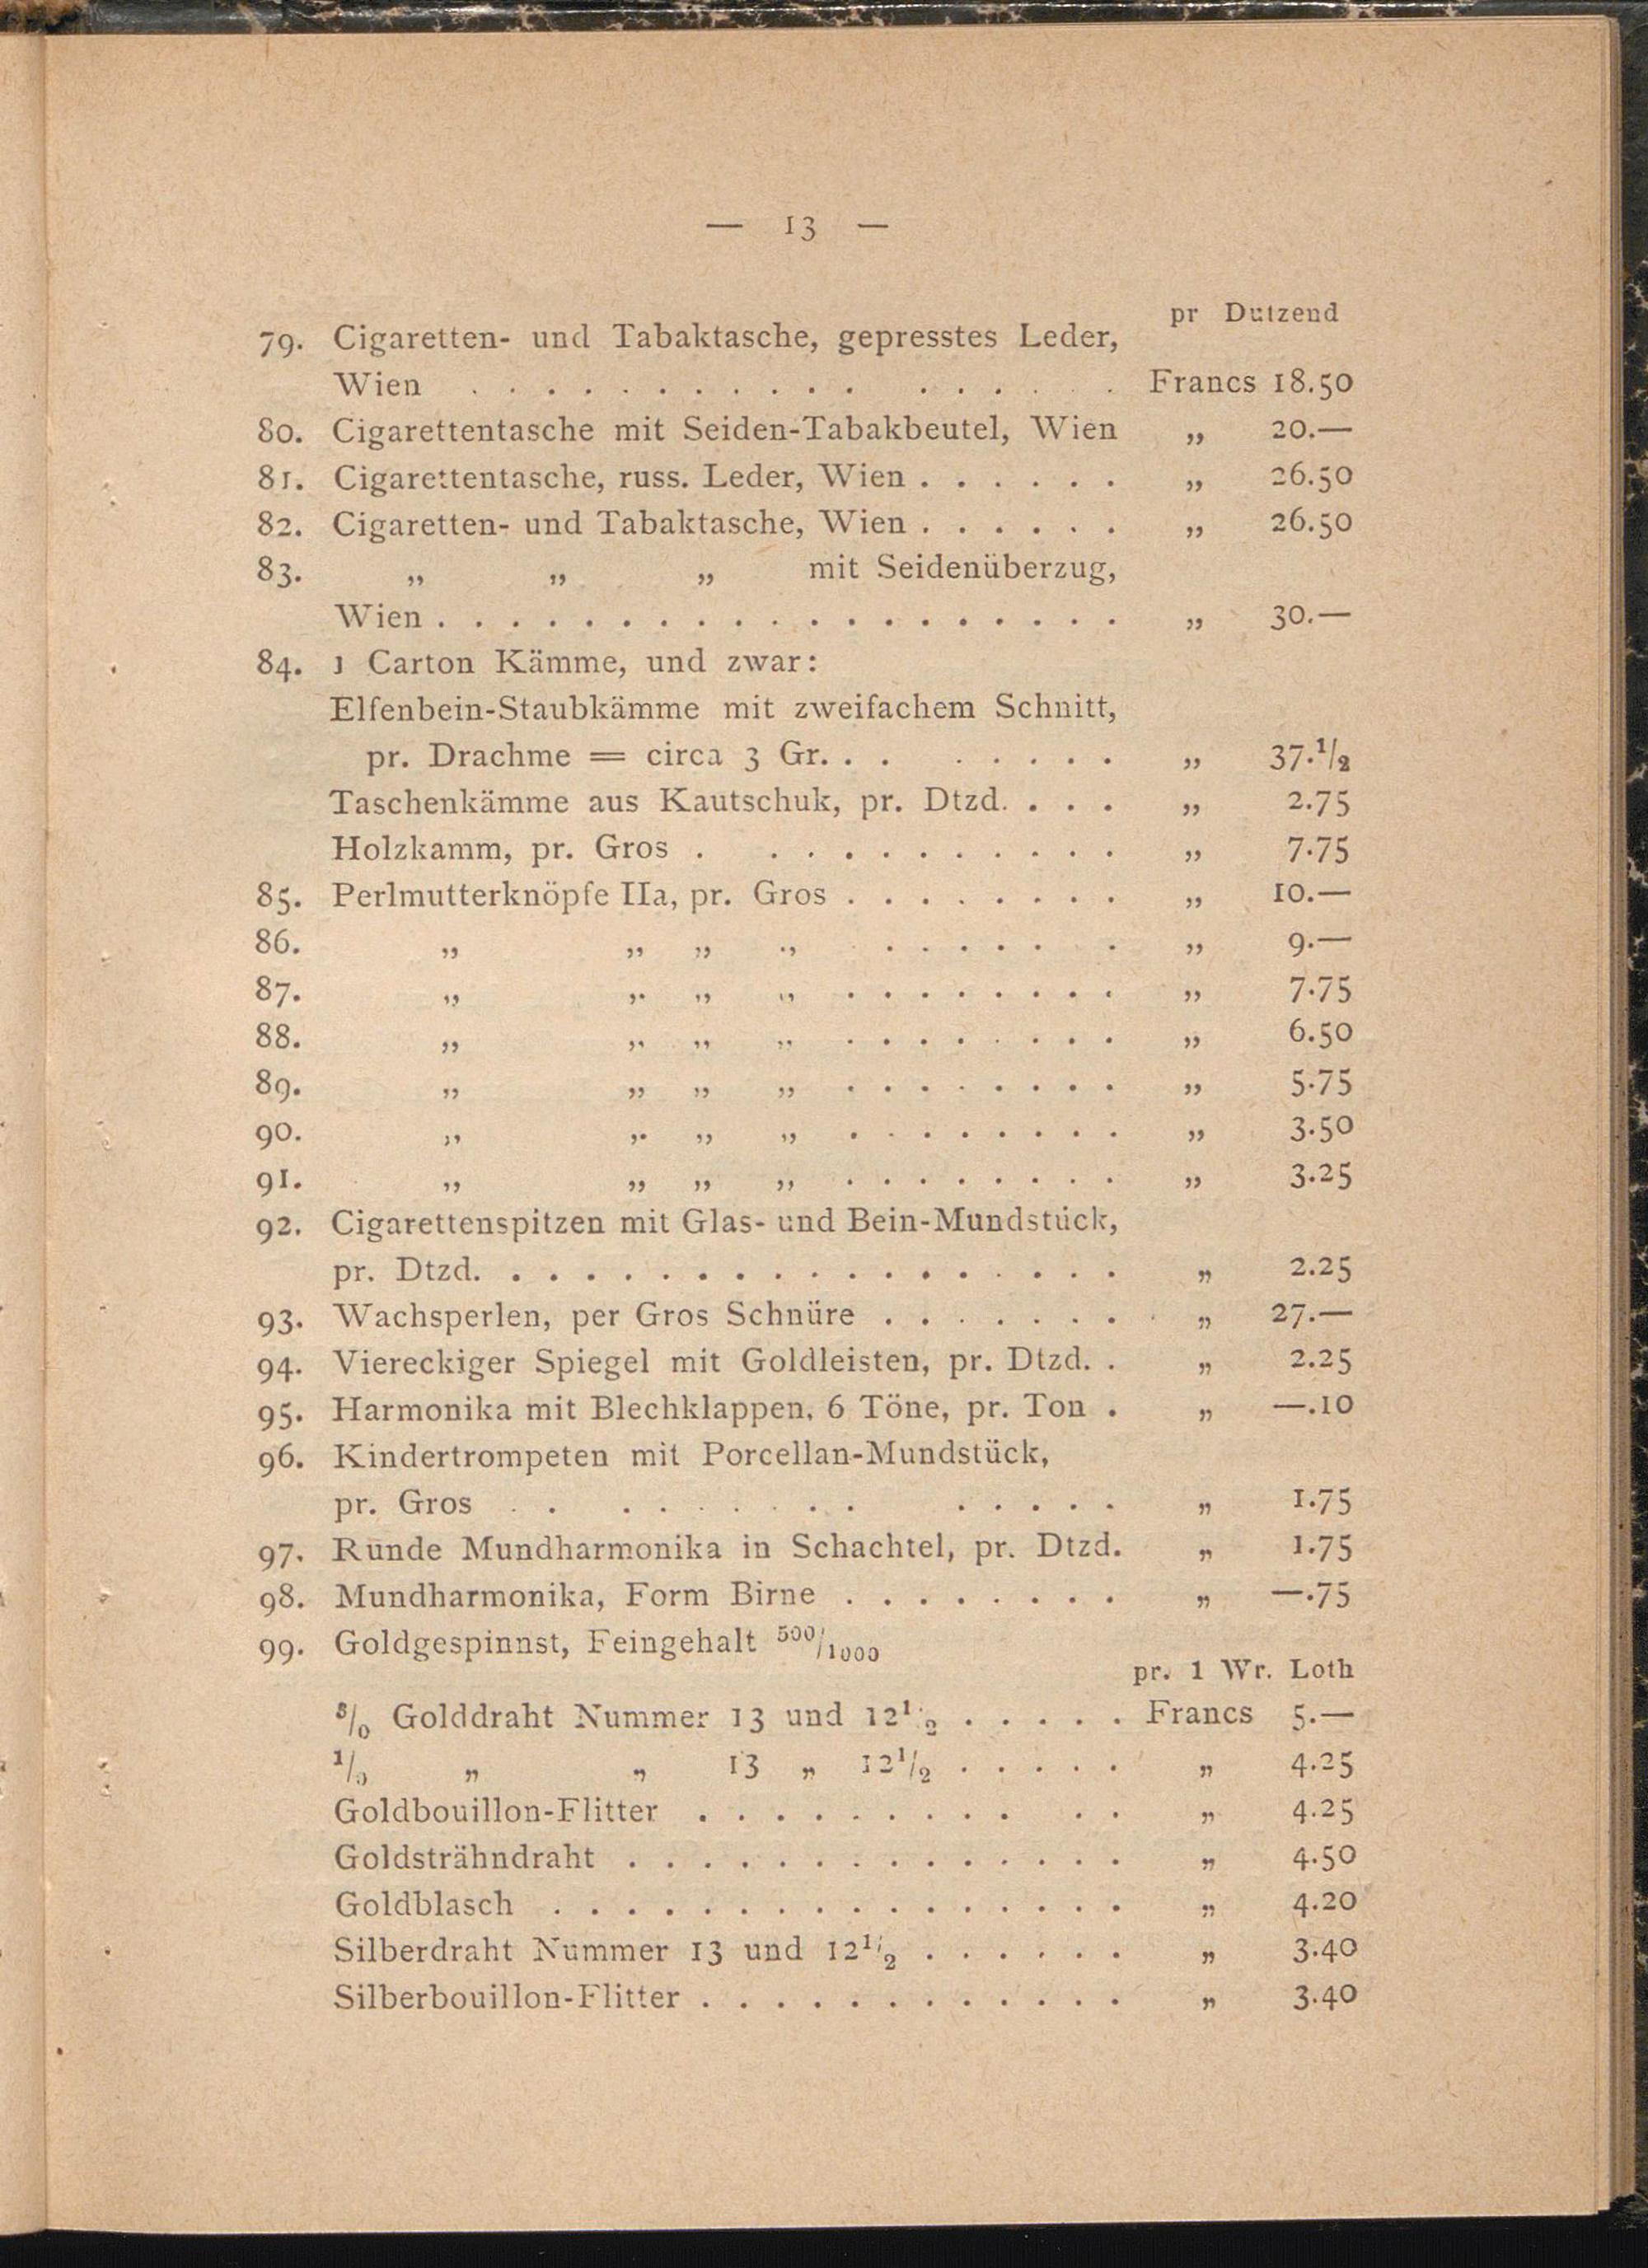 — 13 —
pr Dutzend
79. Cigaretten- und Tabaktasche, gepresstes Leder,
Wien . . . . . . . . . . . . . . . . . Francs 18.50
80. Cigarettentasche mit Seiden-Tabakbeutel, Wien „ 20.—
81. Cigarettentasche, russ. Leder, Wien . . . . . . „ 26.50
82. Cigaretten- und Tabaktasche, Wien . . . . . . „ 26.50
83. „ „ „ mit Seidenüberzug,
Wien . . . . . . . . . . . . . . . . . . . „ 30.—
84. 1 Carton Kämme, und zwar:
Elfenbein-Staubkämme mit zweifachem Schnitt,
pr. Drachme = circa 3 Gr. . . . . . . . „ 37.1/2
Taschenkämme aus Kautschuk, pr. Dtzd. . . . „ 2.75
Holzkamm, pr. Gros . . . . . . . . . . . „ 7.75
85. Perlmutterknöpfe IIa, pr. Gros . . . . . . . . „ 10.—
86. „ „ „ „ . . . . . . „ 9.—
87. „ „ „ „ . . . . . . . . „ 7.75
88. „ „ „ „ . . . . . . . . „ 6.50
89. „ „ „ „ . . . . . . . . „ 5.75
90. „ „ „ „ . . . . . . . . „ 3.50
91. „ „ „ „ . . . . . . . . „ 3.25
92. Cigarettenspitzen mit Glas- und Bein-Mundstück,
pr. Dtzd. . . . . . . . . . . . . . . . . . „ 2.25
93. Wachsperlen, per Gros Schnüre . . . . . . . „ 27.—
94. Viereckiger Spiegel mit Goldleisten, pr. Dtzd. . „ 2.25
95. Harmonika mit Blechklappen, 6 Töne, pr. Ton . „ —.10
96. Kindertrompeten mit Porcellan-Mundstück,
pr. Gros . . . . . . . . . . . . . . „ 1.75
97. Runde Mundharmonika in Schachtel, pr. Dtzd. „ 1.75
98. Mundharmonika, Form Birne . . . . . . . . „ —.75
99. Goldgespinnst, Feingehalt 500/1000
pr. 1 Wr. Loth
Golddraht Nummer 13 und 12 1/2 . . . . . Francs 5.—
1/0 „ „ 13 „ 12 1/2 . . . . . „ 4.25
Goldbouillon-Flitter . . . . . . . . . . . „ 4.25
Goldsträhndraht . . . . . . . . . . . . . . „ 4.50
Goldblasch . . . . . . . . . . . . . . . . „ 4.20
Silberdraht Nummer 13 und 12 1/2 . . . . . . „ 3.40
Silberbouillon-Flitter . . . . . . . . . . . . „ 3.40